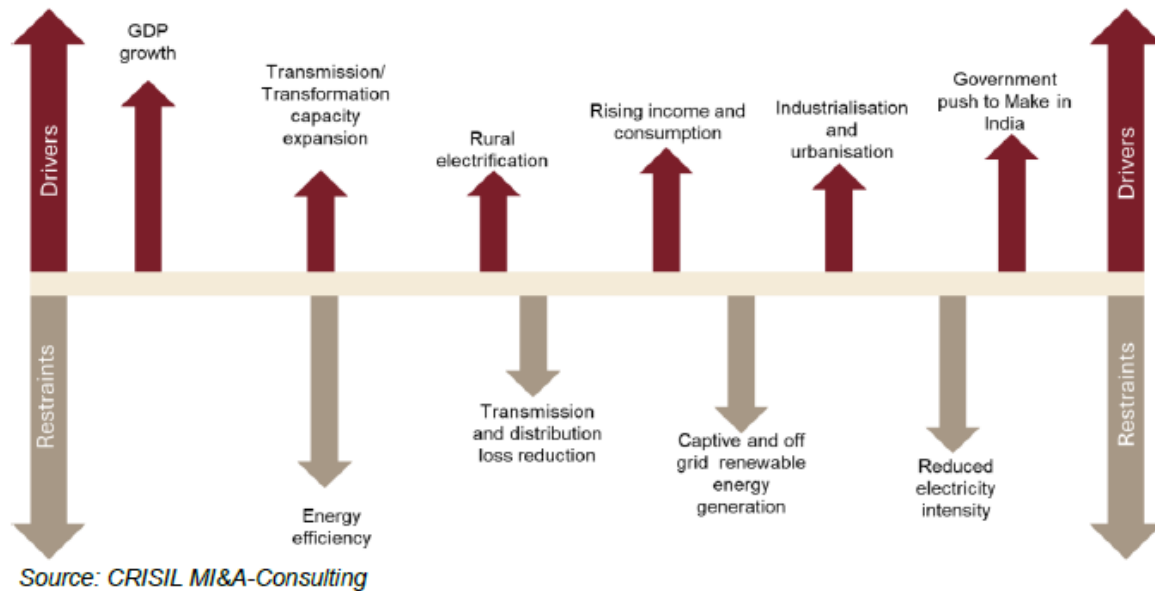 GDP
growth
Transmission/
Transformation
capacity
expansion
Rural
electrification
Rising income and
consumption
Industrialisation
and
urbanisation
Government
push to Make in
India
Drivers
Drivers
Restraints
Restraints
Energy
efficiency
Transmission
and distribution
loss reduction
Captive and off
grid renewable
energy
generation
Reduced
electricity
intensity
Source: CRISIL MI&A-Consulting